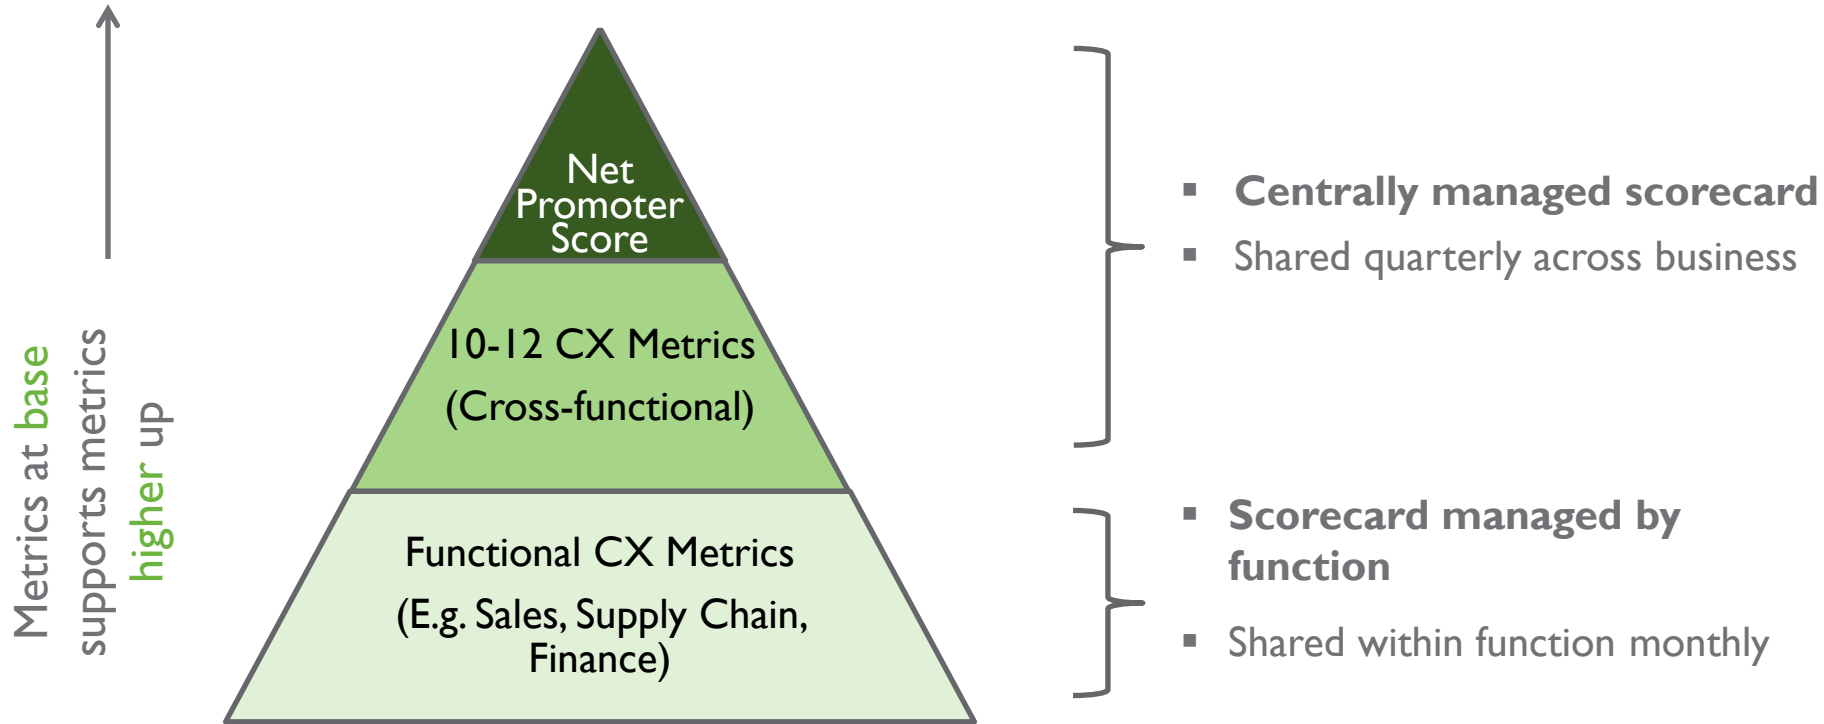 Metrics at base
supports metrics
higher up
Net
Promoter
Score
10-12 CX Metrics
(Cross-functional)
Functional CX Metrics
(E.g. Sales, Supply Chain,
Finance)
▪ Centrally managed scorecard
▪ Shared quarterly across business
▪ Scorecard managed by
function
▪ Shared within function monthly